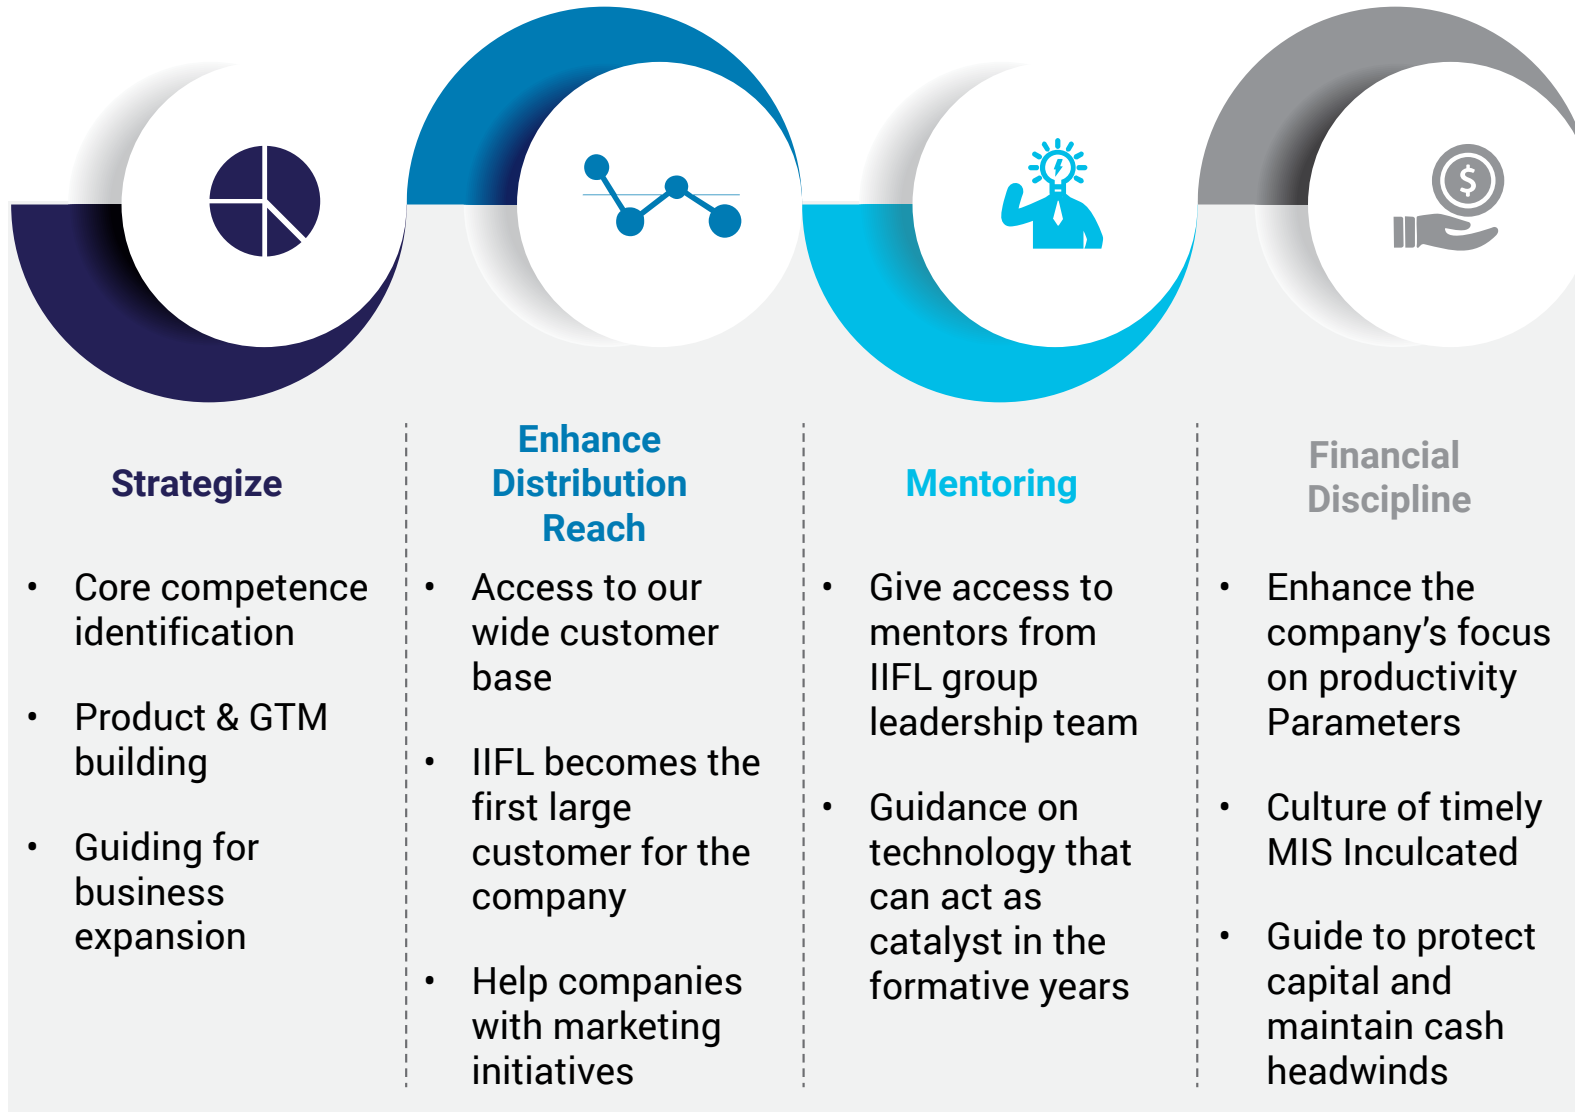 Strategize
• Core competence
identification
• Product & GTM
building
• Guiding for
business
expansion
Enhance
Distribution
Reach
• Access to our
wide customer
base
• IIFL becomes the
first large
customer for the
company
• Help companies
with marketing
initiatives
Mentoring
• Give access to
mentors from
IIFL group
leadership team
• Guidance on
technology that
can act as
catalyst in the
formative years
$
Financial
Discipline
• Enhance the
company’s focus
on productivity
Parameters
• Culture of timely
MIS Inculcated
• Guide to protect
capital and
maintain cash
headwinds